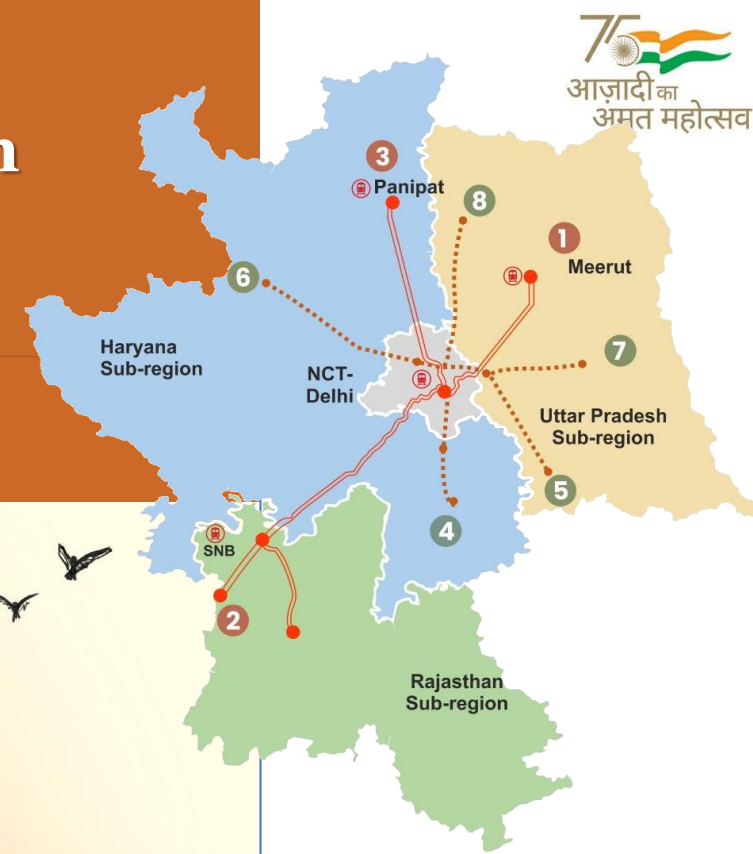 75
आज़ादी का
अमृत महोत्सव
n
3
Panipat
8
1
Meerut
6
7
Haryana
Sub-region
NCT-
Delhi
Uttar Pradesh
Sub-region
5
4
SNB
2
Rajasthan
Sub-region